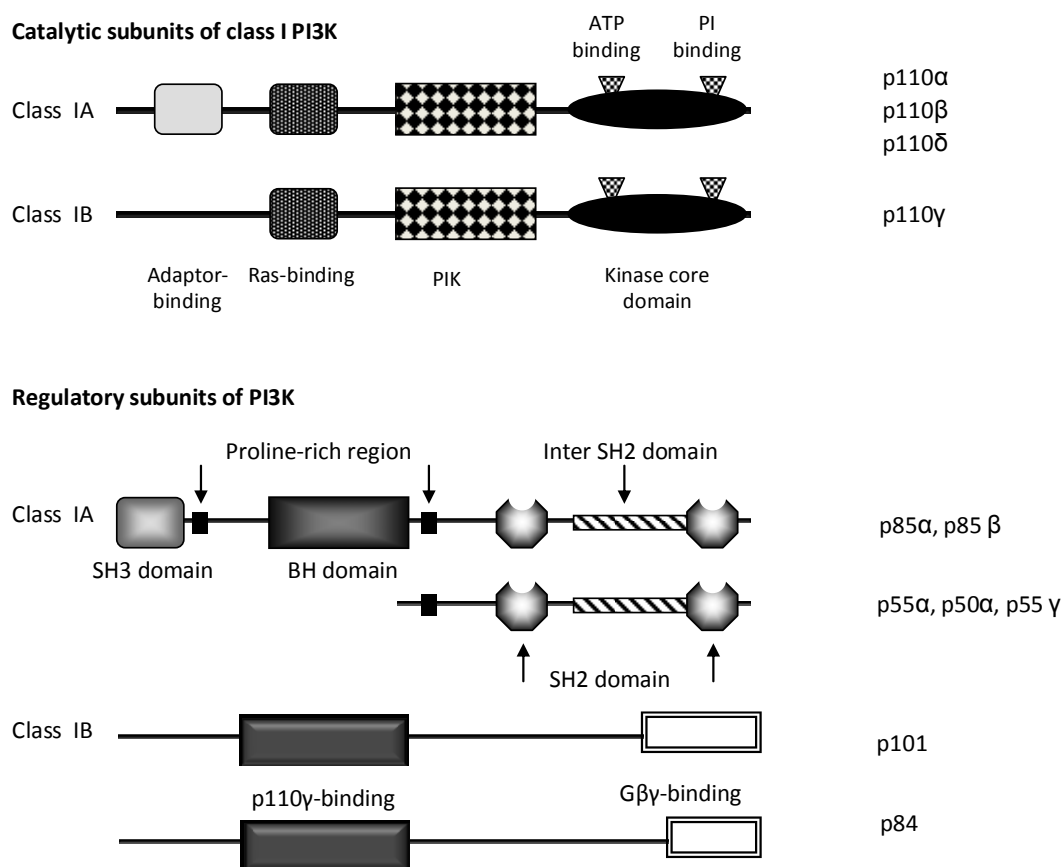 Catalytic subunits of class I PI3K
ATP
binding
PI
binding
Class IA
p110α
p110β
p110δ
Class IB
p110γ
Adaptor-
binding
Ras-binding
PIK
Kinase core
domain
Regulatory subunits of PI3K
Proline-rich region
Inter SH2 domain
Class IA
p85α, p85 β
SH3 domain
BH domain
p55α, p50α, p55 γ
SH2 domain
Class IB
p101
p110γ-binding
Gβγ-binding
p84